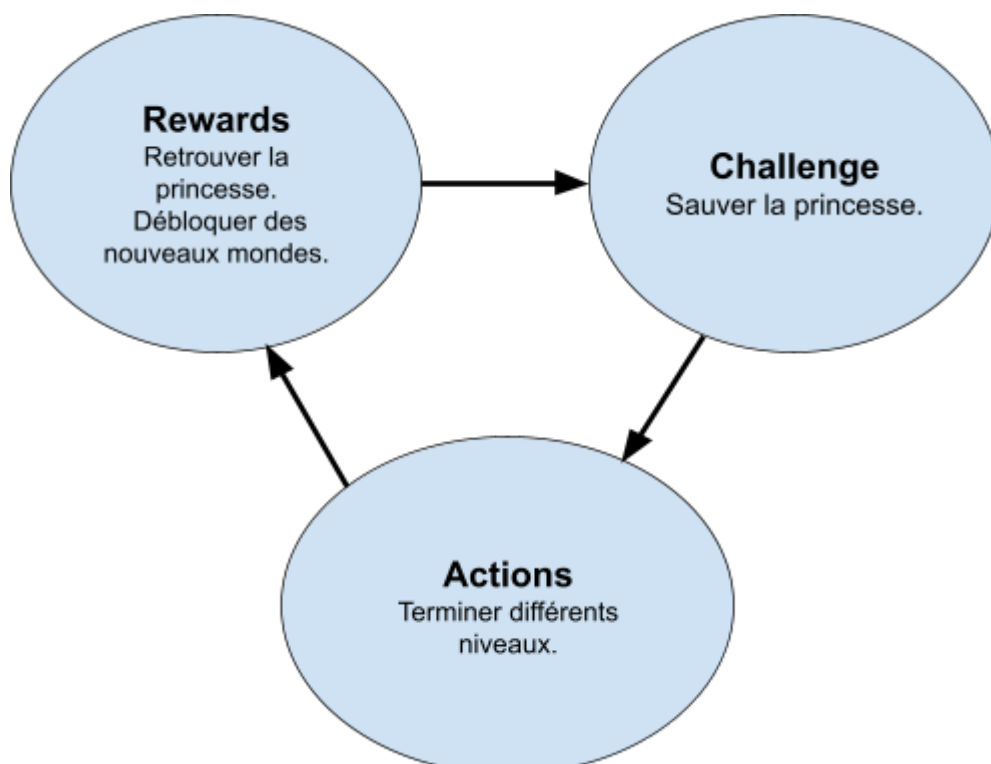 Rewards
Retrouver la
princesse.
Débloquer des
nouveaux mondes.
Challenge
Sauver la princesse.
Actions
Terminer différents
niveaux.